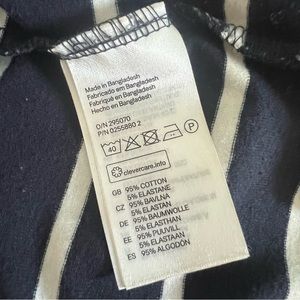 Made in Bangladesh
Fabricado em Bangladesh
Fabriqué en Bangladesh
Hecho en Bangladesh
O/N 295070
P/N 0255880 2
40
P
clevercare.info
GB 95% COTTON
5% ELASTANE
CZ 95% BAVLNA
5% ELASTAN
DE 95% BAUMWOLLE
5% ELASTHAN
EE 95% PUUVILL
5% ELASTAAN
ES 95% ALGODÓN